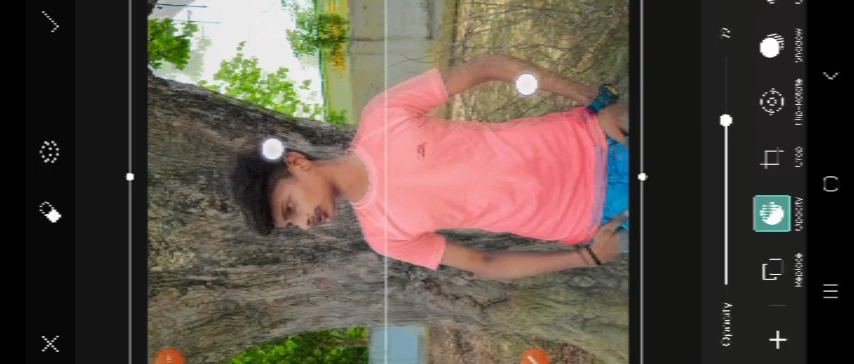 Opacity
Replace
Opacity
Crop
Flip/Rotate
Shadow